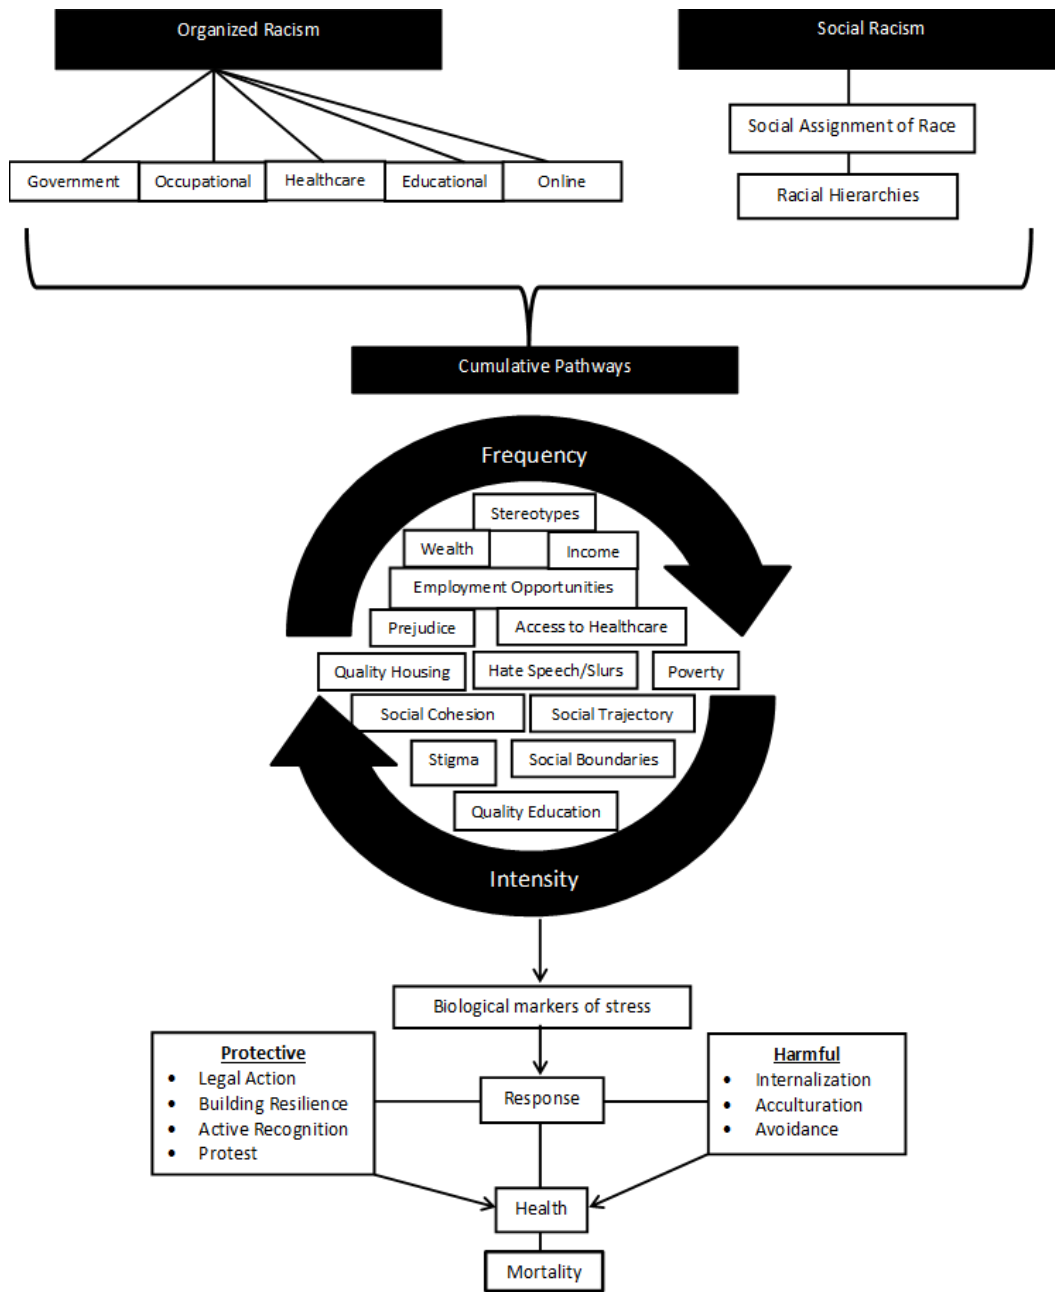 Organized Racism
Social Racism
Social Assignment of Race
Government
Occupational
Healthcare
Educational
Online
Racial Hierarchies
Cumulative Pathways
Frequency
Stereotypes
Wealth
Income
Employment Opportunities
Prejudice
Access to Healthcare
Quality Housing
Hate Speech/Slurs
Poverty
Social Cohesion
Social Trajectory
Stigma
Social Boundaries
Quality Education
Intensity
Biological markers of stress
Protective
• Legal Action
• Building Resilience
• Active Recognition
• Protest
Response
Harmful
• Internalization
• Acculturation
• Avoidance
Health
Mortality